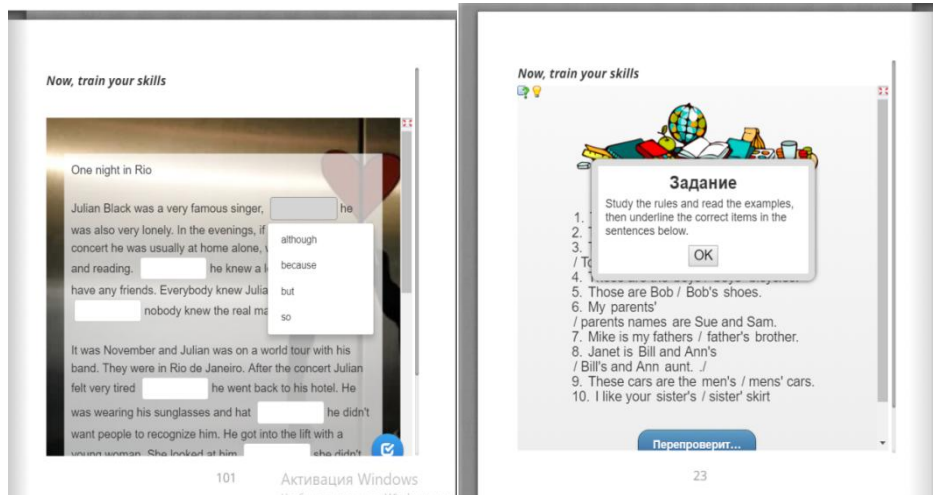 Now, train your skills
One night in Rio
Julian Black was a very famous singer, he
was also very lonely. In the evenings, if
concert he was usually at home alone,
and reading. he knew a
have any friends. Everybody knew
nobody knew the real
although
because
but
so
It was November and Julian was on a world tour with his
band. They were in Rio de Janeiro. After the concert Julian
felt very tired he went back to his hotel. He
was wearing his sunglasses and hat he didn't
want people to recognize him. He got into the lift with a
young woman. She looked at him she didn't
101
Активация Windows
Now, train your skills
Задание
Study the rules and read the examples,
then underline the correct items in the
sentences below.
OK
1.
2.
3.
/
4.
5. Those are Bob / Bob's shoes.
6. My parents'
/ parents names are Sue and Sam.
7. Mike is my fathers / father's brother.
8. Janet is Bill and Ann's
/ Bill's and Ann aunt. ./
9. These cars are the men's / mens' cars.
10. I like your sister's / sister' skirt
Перепроверит...
23